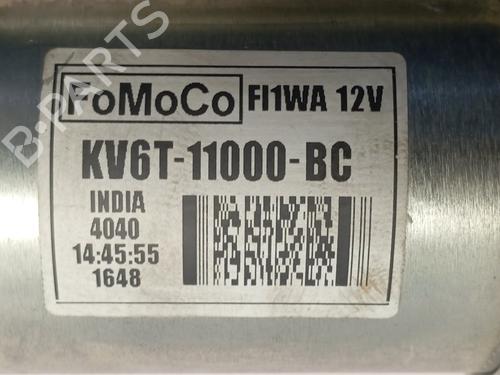 B-PARTS
FoMoCo FI1WA 12V
KV6T-11000-BC
INDIA
4040
14:45:55
1648